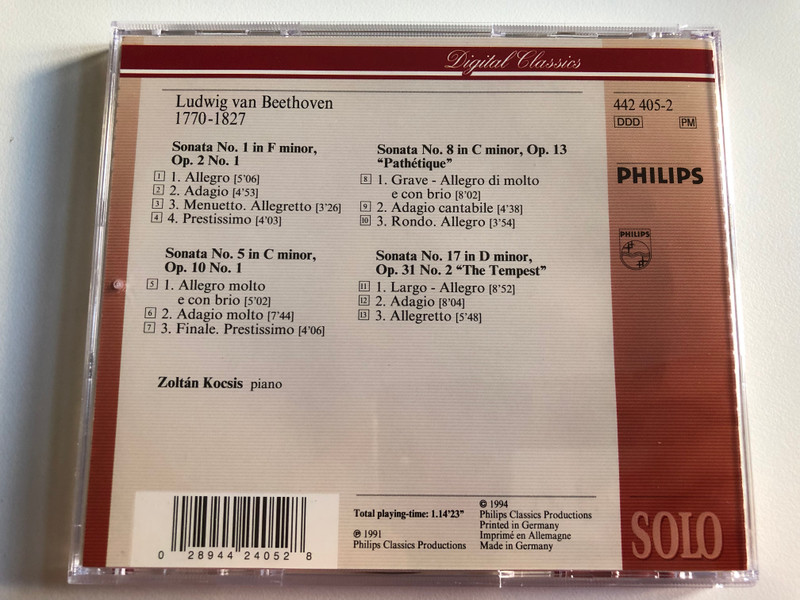 Digital Classics
Ludwig van Beethoven
1770-1827
Sonata No. 1 in F minor,
Op. 2 No. 1
1 1. Allegro [5'06]
2 2. Adagio [4'53]
3 3. Menuetto. Allegretto [3'26]
4 4. Prestissimo [4'03]
Sonata No. 5 in C minor,
Op. 10 No. 1
5 1. Allegro molto
e con brio [5'02]
6 2. Adagio molto [7'44]
7 3. Finale. Prestissimo [4'06]
Sonata No. 8 in C minor, Op. 13
“Pathétique”
8 1. Grave - Allegro di molto
e con brio [8'02]
9 2. Adagio cantabile [4'38]
10 3. Rondo. Allegro [3'54]
Sonata No. 17 in D minor,
Op. 31 No. 2 “The Tempest”
11 1. Largo - Allegro [8'52]
12 2. Adagio [8'04]
13 3. Allegretto [5'48]
Zoltán Kocsis piano
442 405-2
DDD PM
PHILIPS
PHILIPS
0 28944 24052 8
Total playing-time: 1.14'23”
℗ 1991
Philips Classics Productions
© 1994
Philips Classics Productions
Printed in Germany
Imprimé en Allemagne
Made in Germany
SOLO